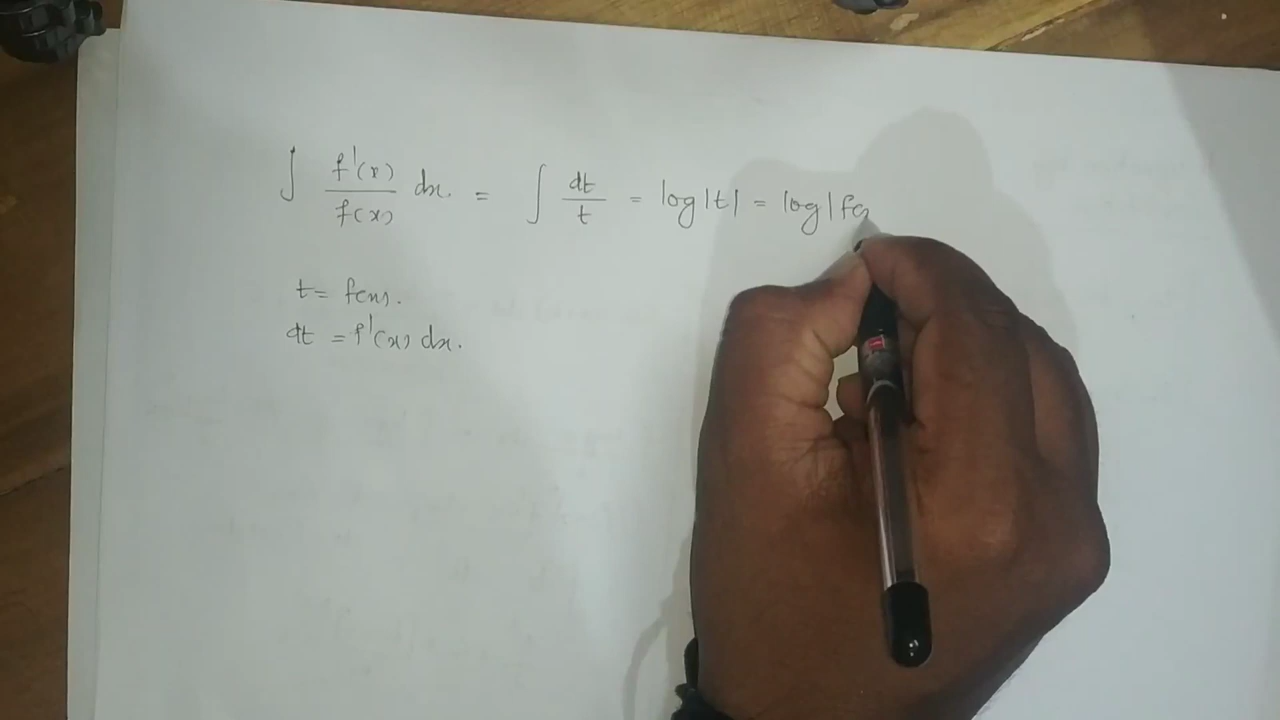 ∫ f'(x)/f(x) dx = ∫ dt/t = log|t| = log|f(x
t = f(x).
dt = f'(x) dx.